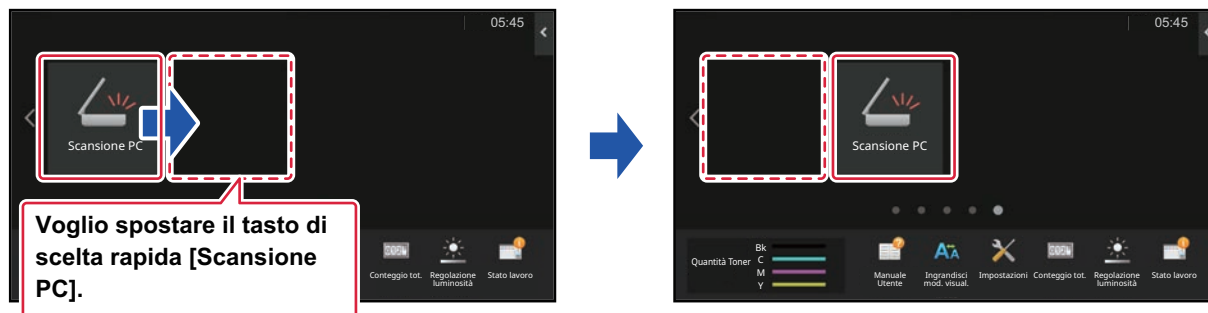 05:45
Scansione PC
Voglio spostare il tasto di
scelta rapida [Scansione
PC].
Conteggio tot.
Regolazione
luminosità
Stato lavoro
05:45
Scansione PC
Quantità Toner
Bk
C
M
Y
Manuale
Utente
Ingrandisci
mod. visual.
Impostazioni
Conteggio tot.
Regolazione
luminosità
Stato lavoro